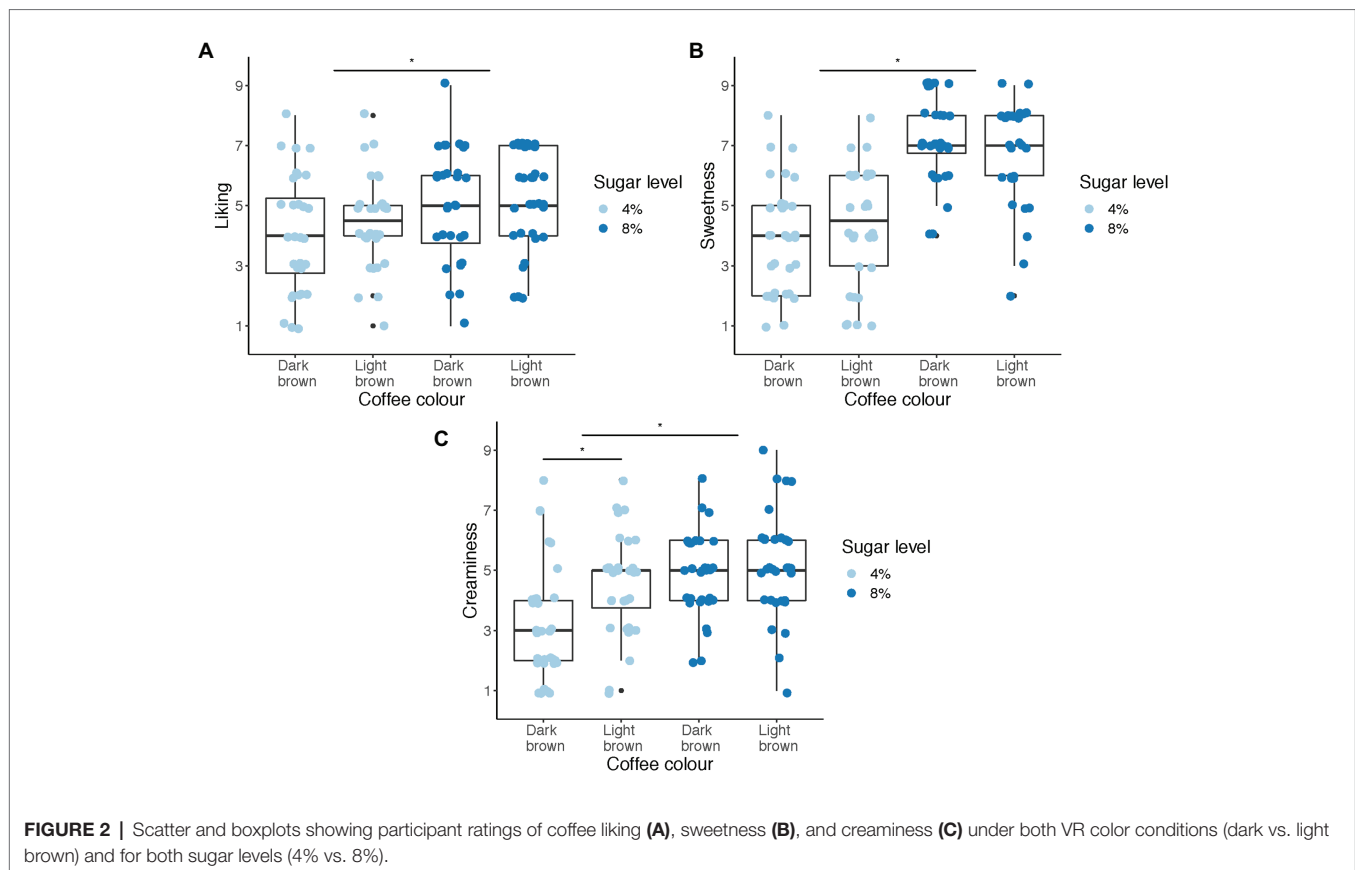 A
*
9
7
5
3
1
Liking
Dark brown
Light brown
Dark brown
Light brown
Coffee colour
Sugar level
4%
8%
B
*
9
7
5
3
1
Sweetness
Dark brown
Light brown
Dark brown
Light brown
Coffee colour
Sugar level
4%
8%
C
*
*
9
7
5
3
1
Creaminess
Dark brown
Light brown
Dark brown
Light brown
Coffee colour
Sugar level
4%
8%
FIGURE 2 | Scatter and boxplots showing participant ratings of coffee liking (A), sweetness (B), and creaminess (C) under both VR color conditions (dark vs. light
brown) and for both sugar levels (4% vs. 8%).